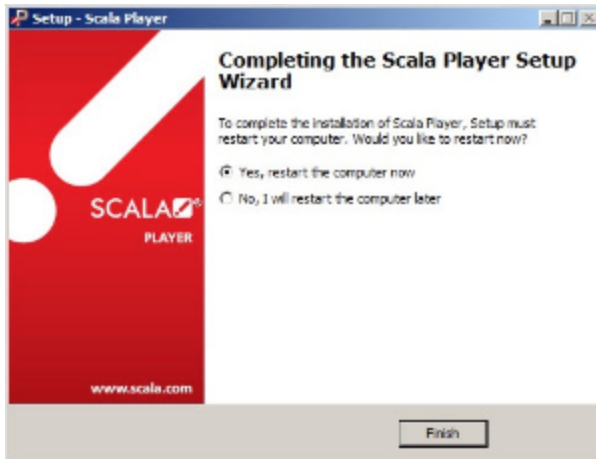 Setup - Scala Player
Completing the Scala Player Setup
Wizard
To complete the installation of Scala Player, Setup must
restart your computer. Would you like to restart now?
Yes, restart the computer now
No, I will restart the computer later
SCALA®
PLAYER
www.scala.com
Finish